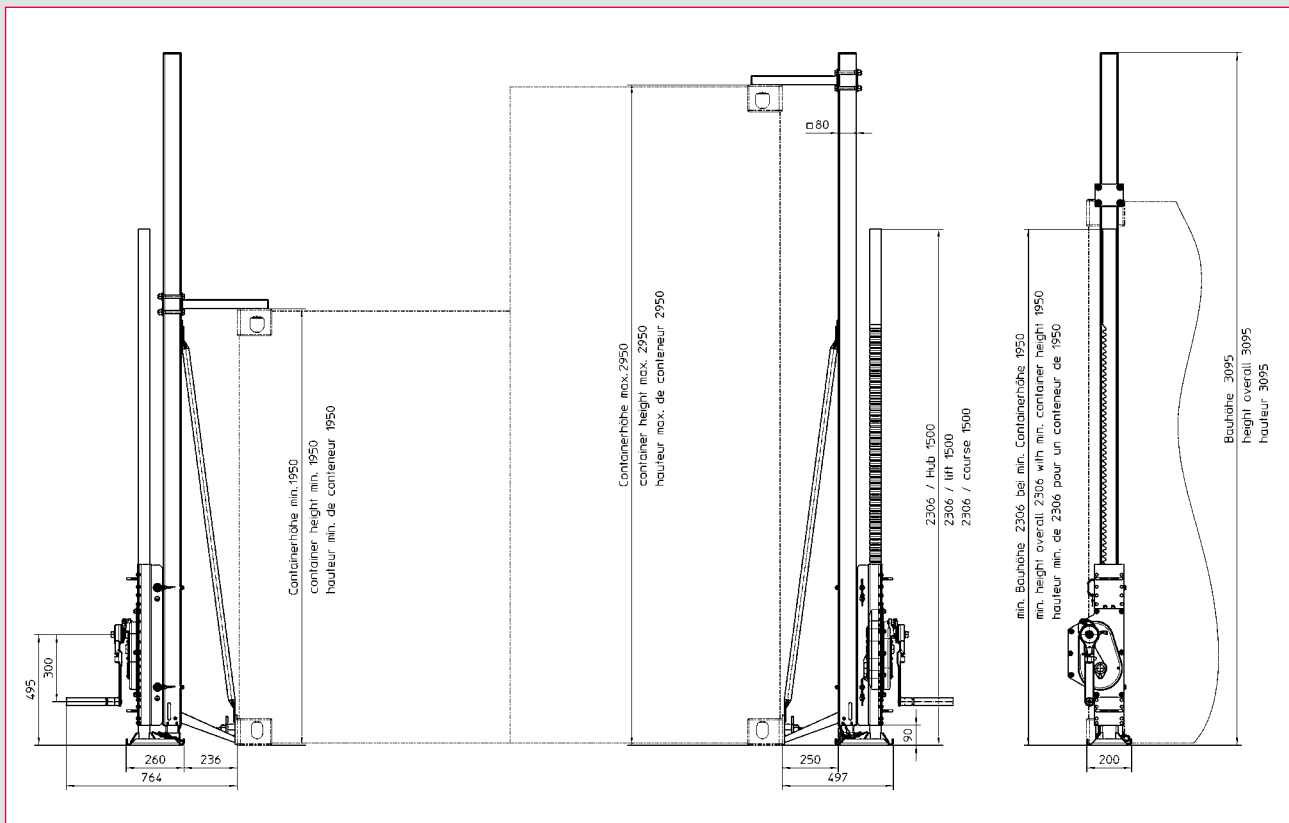 495
300
260
236
764
Containerhöhe min.1950
container height min. 1950
hauteur min. de conteneur 1950
Containerhöhe max.2950
container height max. 2950
hauteur max. de conteneur 2950
□80
2306 / Hub 1500
2306 / lift 1500
2306 / course 1500
90
250
497
min. Bauhöhe 2306 bei min. Containerhöhe 1950
min. height overall 2306 with min. container height 1950
hauteur min. de 2306 pour un conteneur de 1950
200
Bauhöhe 3095
height overall 3095
hauteur 3095